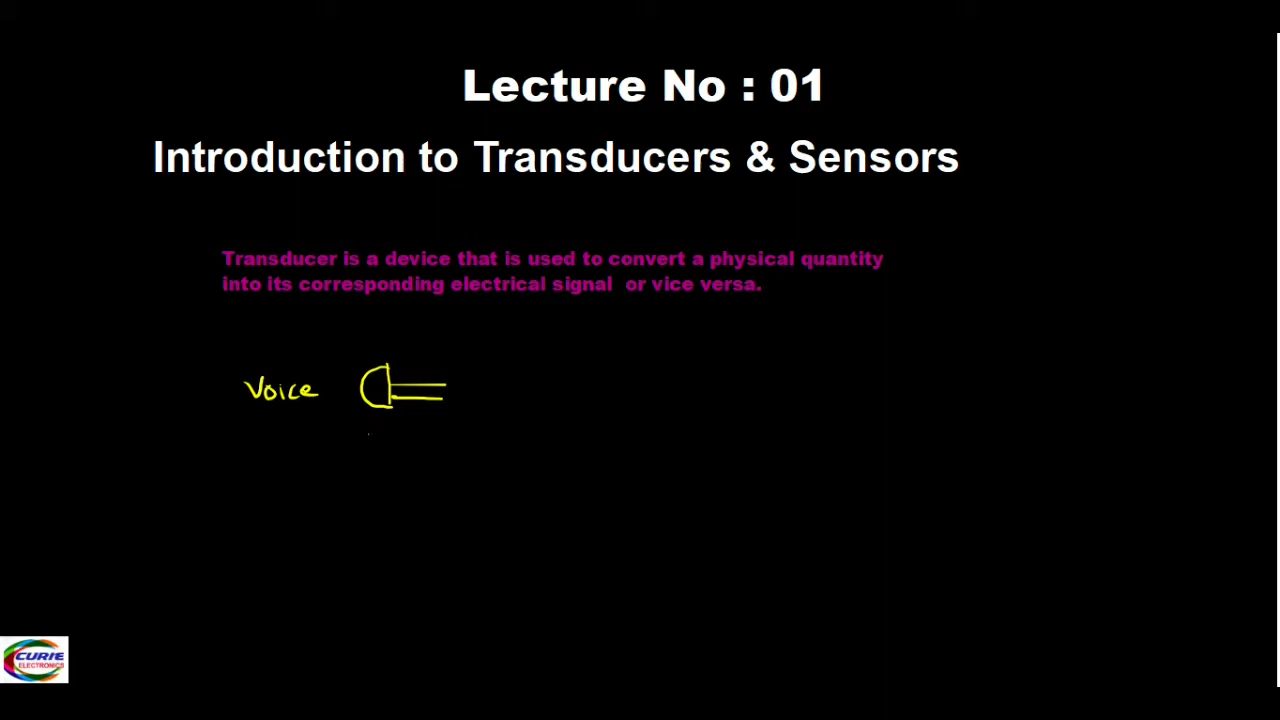 Lecture No : 01
Introduction to Transducers & Sensors
Transducer is a device that is used to convert a physical quantity
into its corresponding electrical signal or vice versa.
Voice
CURIE
ELECTRONICS